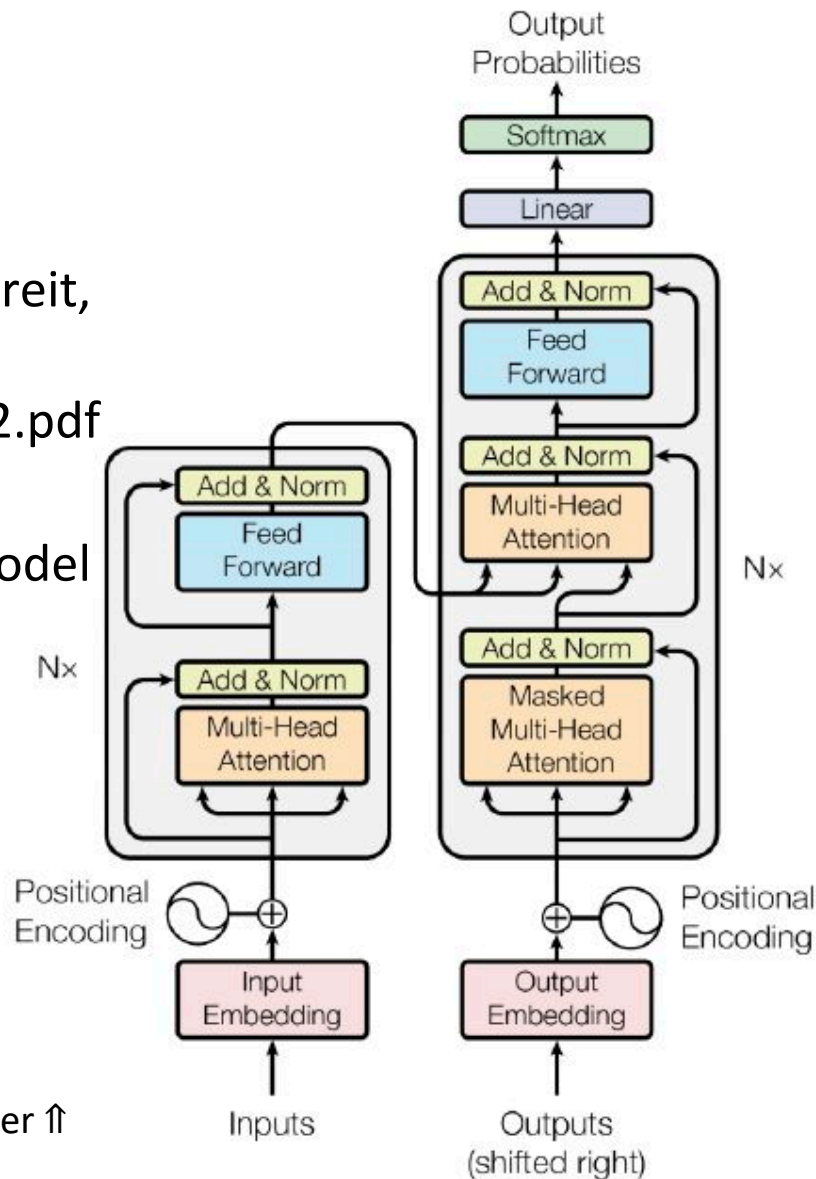 reit,
2.pdf
odel
er ⇑
Output
Probabilities
Softmax
Linear
Add & Norm
Feed
Forward
Add & Norm
Multi-Head
Attention
Nx
Add & Norm
Masked
Multi-Head
Attention
Positional
Encoding
Output
Embedding
Outputs
(shifted right)
Add & Norm
Feed
Forward
Nx
Add & Norm
Multi-Head
Attention
Positional
Encoding
Input
Embedding
Inputs